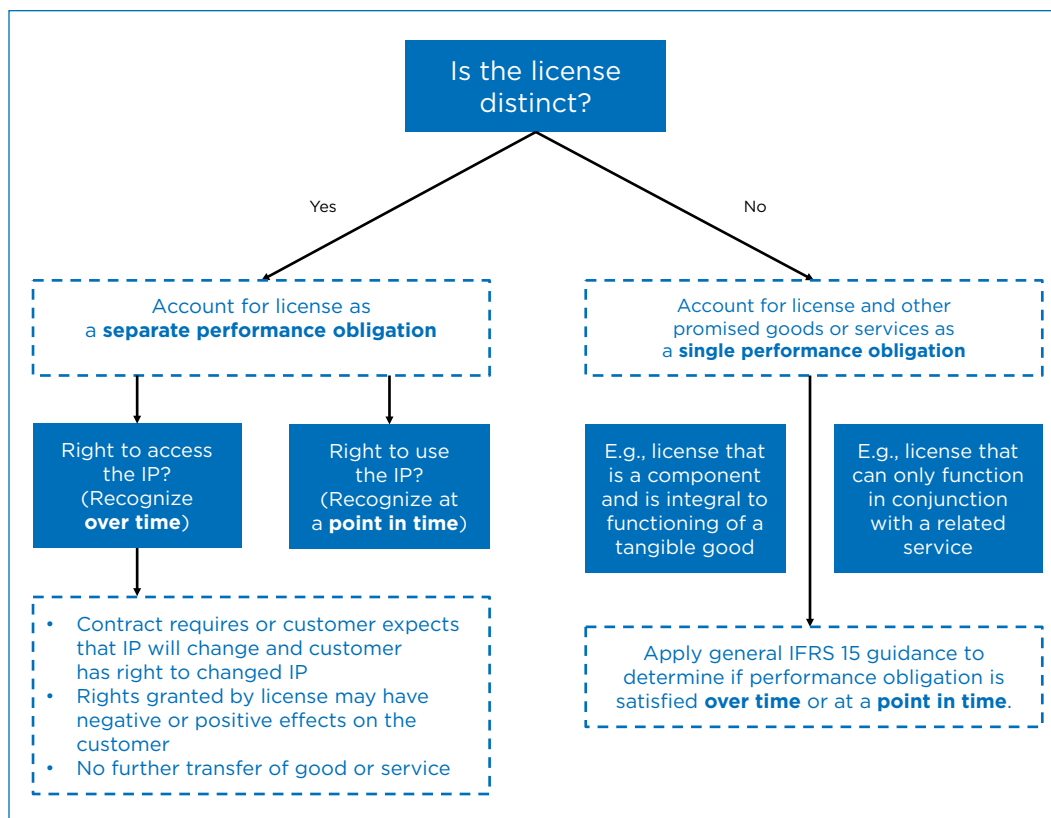 Is the license
distinct?
Yes
No
Account for license as
a separate performance obligation
Account for license and other
promised goods or services as
a single performance obligation
Right to access
the IP?
(Recognize
over time)
Right to use
the IP?
(Recognize at
a point in time)
E.g., license that
is a component
and is integral to
functioning of a
tangible good
E.g., license that
can only function
in conjunction
with a related
service
• Contract requires or customer expects
that IP will change and customer
has right to changed IP
• Rights granted by license may have
negative or positive effects on the
customer
• No further transfer of good or service
Apply general IFRS 15 guidance to
determine if performance obligation is
satisfied over time or at a point in time.